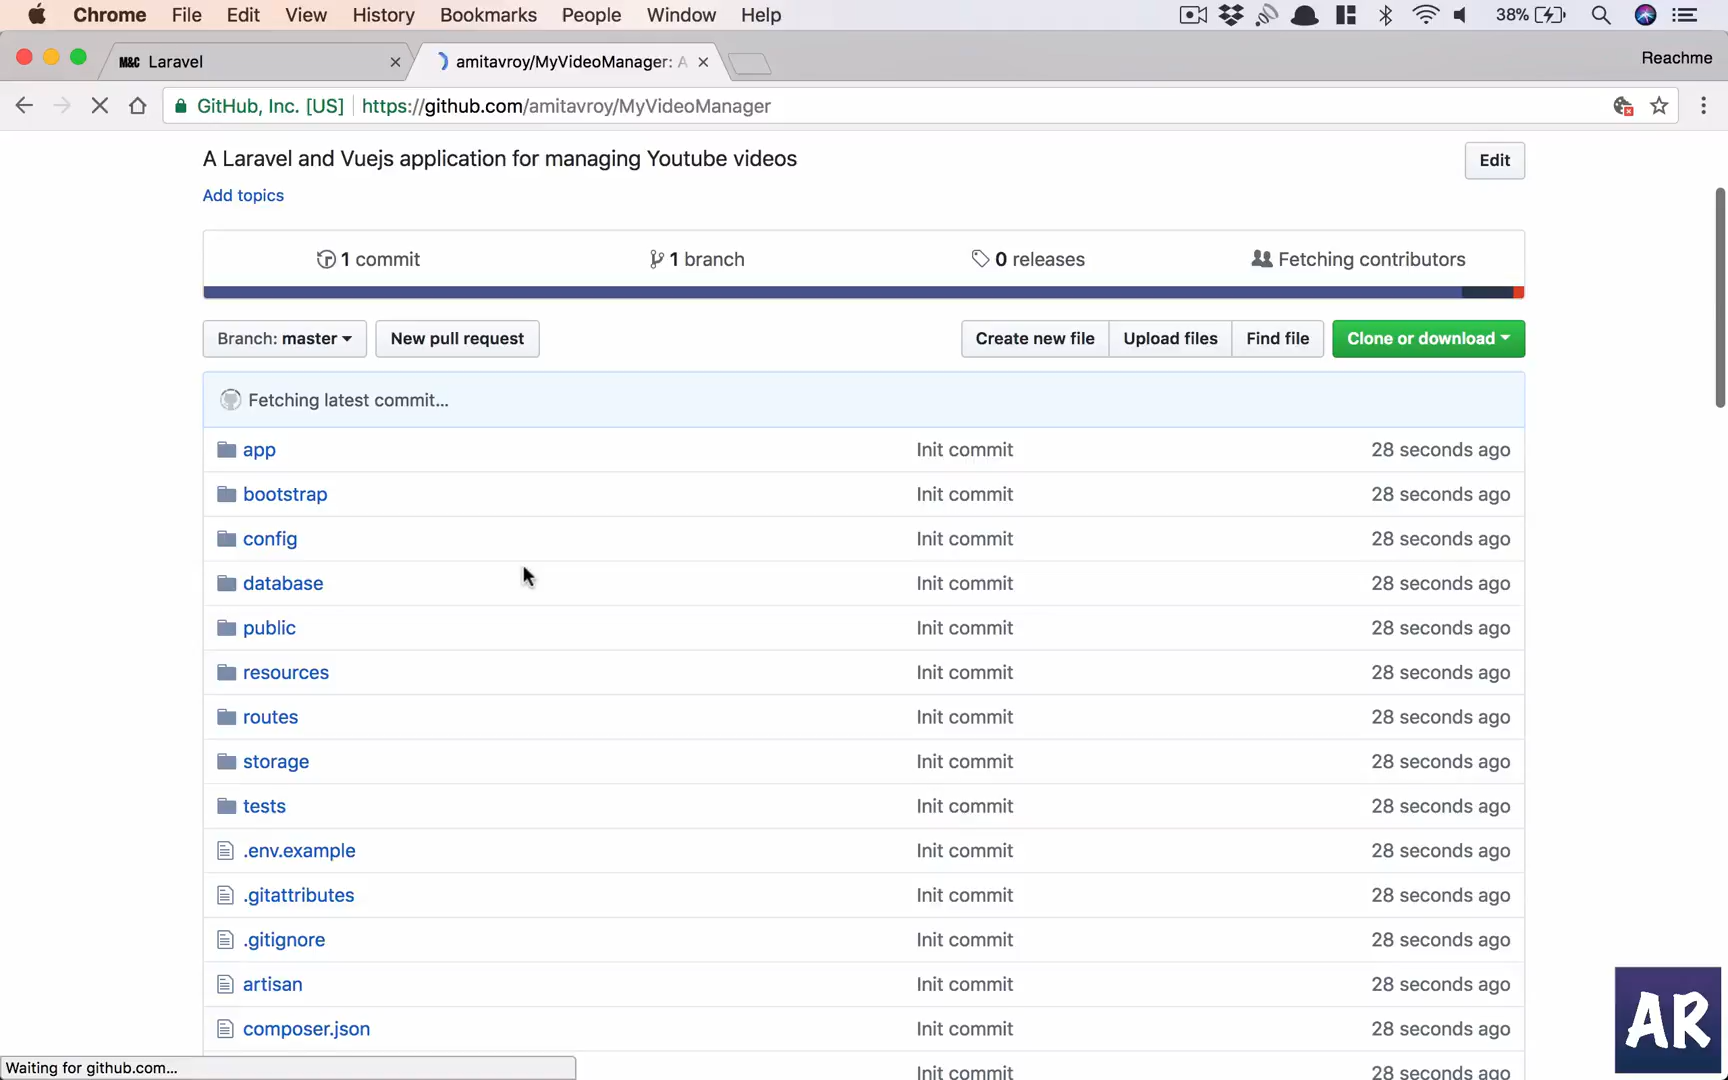 Chrome File Edit View History Bookmarks People Window Help 38%
M&C Laravel amitavroy/MyVideoManager: A Reachme
GitHub, Inc. [US] https://github.com/amitavroy/MyVideoManager
A Laravel and Vuejs application for managing Youtube videos Edit
Add topics
1 commit 1 branch 0 releases Fetching contributors
Branch: master New pull request Create new file Upload files Find file Clone or download
Fetching latest commit...
app Init commit 28 seconds ago
bootstrap Init commit 28 seconds ago
config Init commit 28 seconds ago
database Init commit 28 seconds ago
public Init commit 28 seconds ago
resources Init commit 28 seconds ago
routes Init commit 28 seconds ago
storage Init commit 28 seconds ago
tests Init commit 28 seconds ago
.env.example Init commit 28 seconds ago
.gitattributes Init commit 28 seconds ago
.gitignore Init commit 28 seconds ago
artisan Init commit 28 seconds ago
composer.json Init commit 28 seconds ago
Init commit 28 seconds ago
Waiting for github.com...
AR